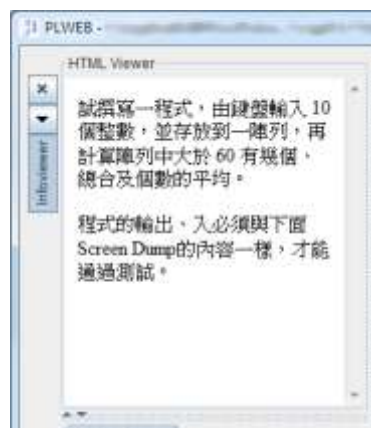 PLWEB -
HTML Viewer
Infoviewer
試撰寫一程式，由鍵盤輸入 10
個整數，並存放到一陣列，再
計算陣列中大於 60 有幾個、
總合及個數的平均。
程式的輸出、入必須與下面
Screen Dump的內容一樣，才能
通過測試。